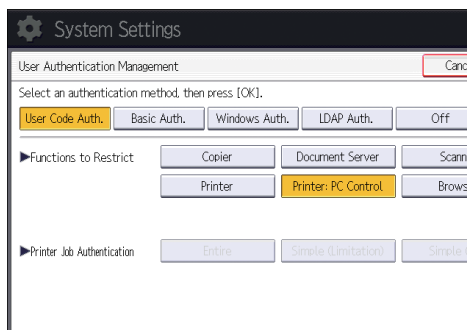 System Settings
User Authentication Management Canc
Select an authentication method, then press [OK].
User Code Auth. Basic Auth. Windows Auth. LDAP Auth. Off
▶Functions to Restrict Copier Document Server Scann
Printer Printer: PC Control Brows
▶Printer Job Authentication Entire Simple (Limitation) Simple